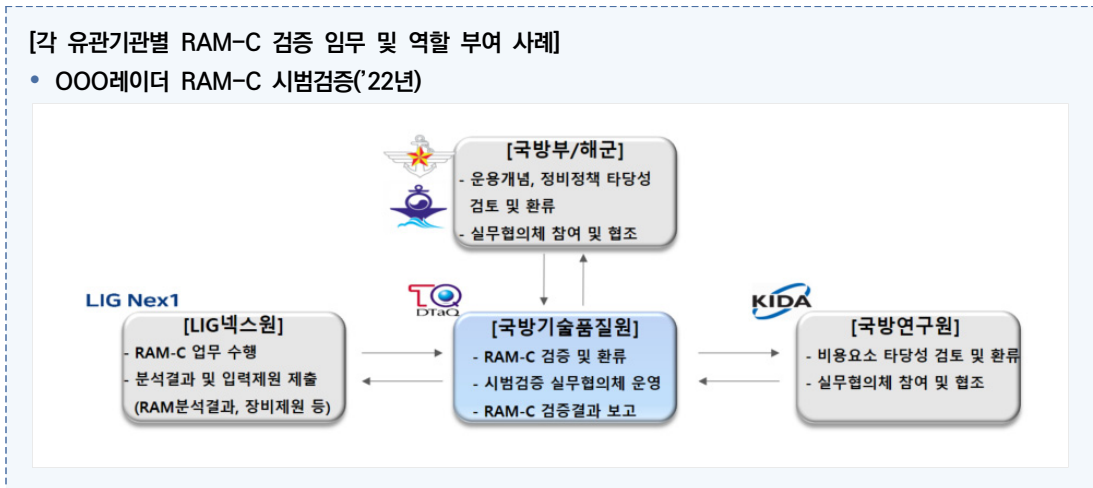 [각 유관기관별 RAM-C 검증 임무 및 역할 부여 사례]
• OOO레이더 RAM-C 시범검증('22년)
[국방부/해군]
- 운용개념, 정비정책 타당성
검토 및 환류
- 실무협의체 참여 및 협조
LIG Nex1
[LIG넥스원]
- RAM-C 업무 수행
- 분석결과 및 입력제원 제출
(RAM분석결과, 장비제원 등)
DTaQ
[국방기술품질원]
- RAM-C 검증 및 환류
- 시범검증 실무협의체 운영
- RAM-C 검증결과 보고
KIDA
[국방연구원]
- 비용요소 타당성 검토 및 환류
- 실무협의체 참여 및 협조